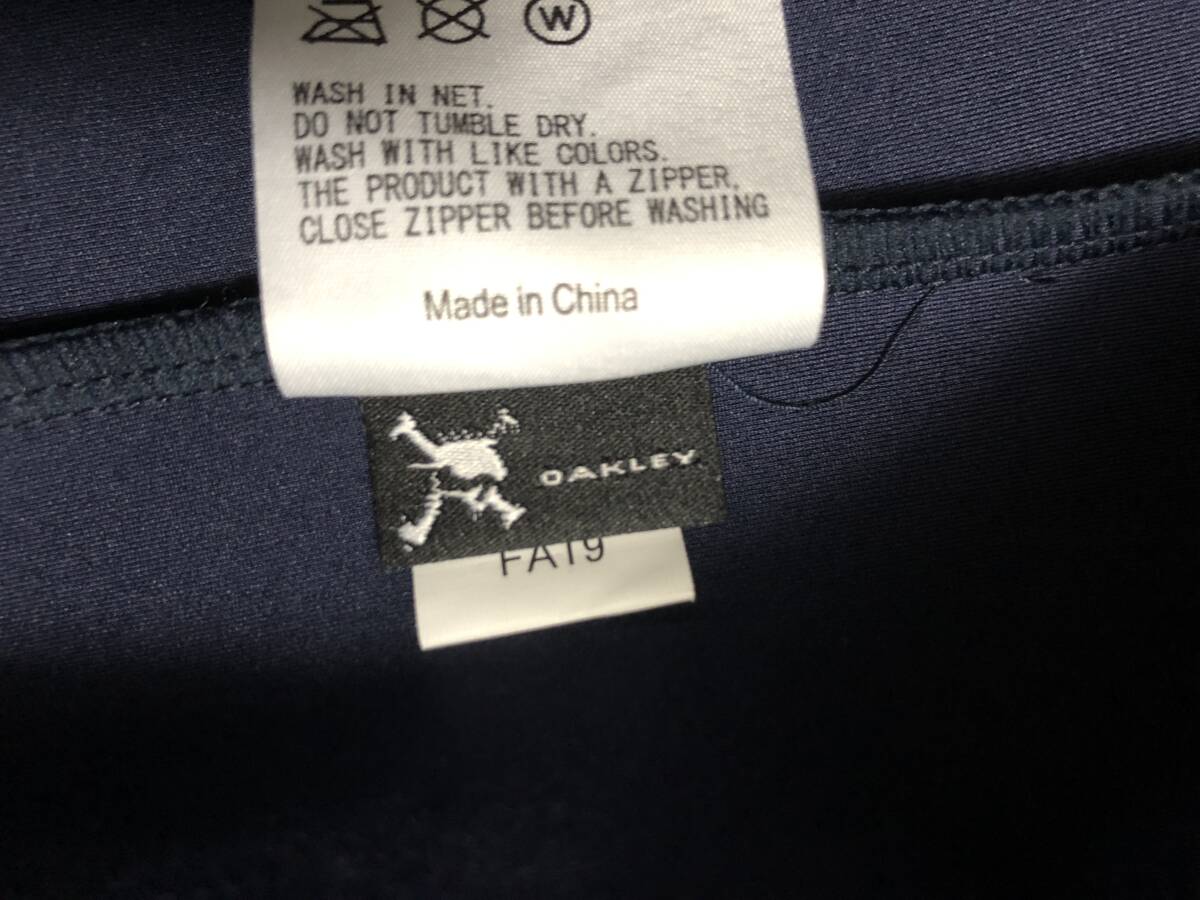 W
WASH IN NET.
DO NOT TUMBLE DRY.
WASH WITH LIKE COLORS.
THE PRODUCT WITH A ZIPPER,
CLOSE ZIPPER BEFORE WASHING
Made in China
OAKLEY
FA19